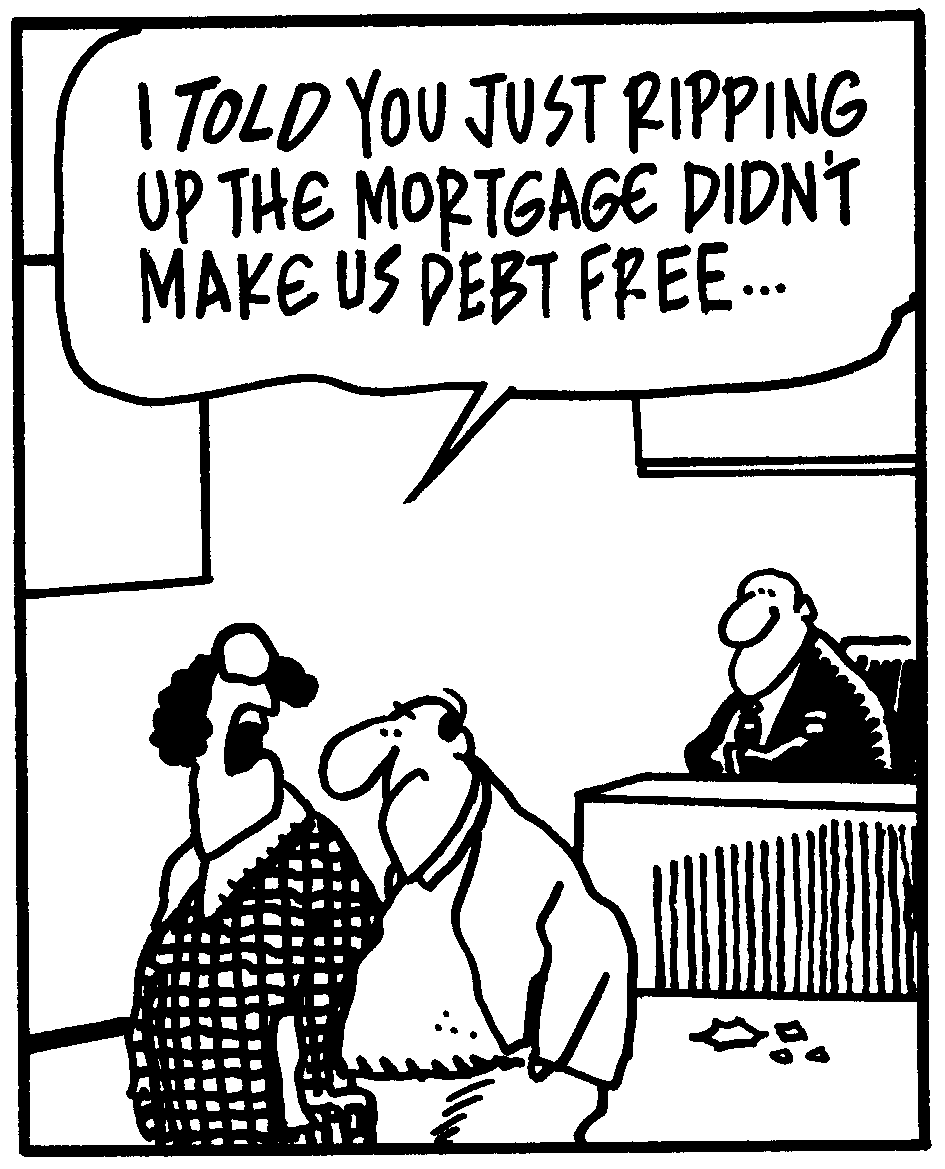 I TOLD YOU JUST RIPPING
UP THE MORTGAGE DIDN'T
MAKE US DEBT FREE...